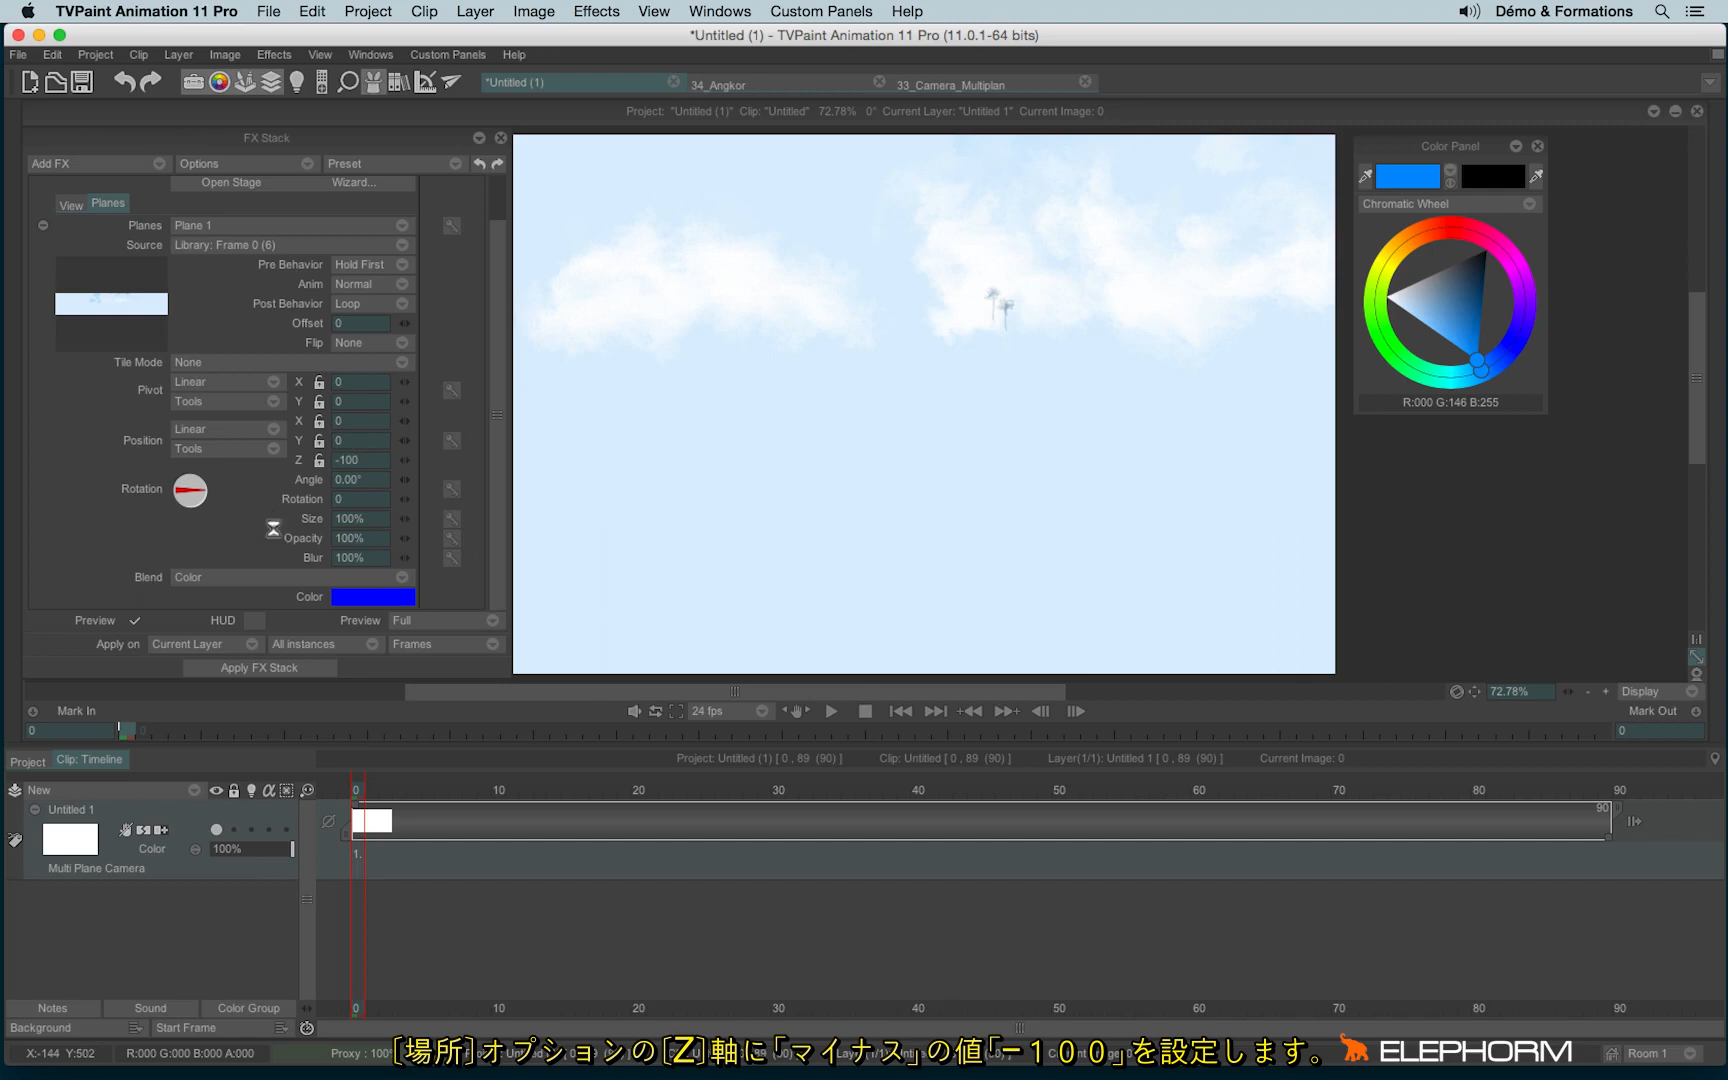 TVPaint Animation 11 Pro File Edit Project Clip Layer Image Effects View Windows Custom Panels Help Démo & Formations
*Untitled (1) - TVPaint Animation 11 Pro (11.0.1-64 bits)
File Edit Project Clip Layer Image Effects View Windows Custom Panels Help
*Untitled (1) 34_Angkor 33_Camera_Multiplan
Project: "Untitled (1)" Clip: "Untitled" 72.78% 0° Current Layer: "Untitled 1" Current Image: 0
FX Stack
Add FX Options Preset
Open Stage Wizard...
View Planes
Planes Plane 1
Source Library: Frame 0 (6)
Pre Behavior Hold First
Anim Normal
Post Behavior Loop
Offset 0
Flip None
Tile Mode None
Pivot Linear X 0
Tools Y 0
X 0
Position Linear Y 0
Tools Z -100
Angle 0.00°
Rotation Rotation 0
Size 100%
Opacity 100%
Blur 100%
Blend Color
Color
Preview HUD Preview Full
Apply on Current Layer All instances Frames
Apply FX Stack
Color Panel
Chromatic Wheel
R:000 G:146 B:255
72.78% - + Display
Mark In 24 fps Mark Out
0 0 0
Project Clip: Timeline Project: Untitled (1) [ 0 , 89 (90) ] Clip: Untitled [ 0 , 89 (90) ] Layer(1/1): Untitled 1 [ 0 , 89 (90) ] Current Image: 0
New 0 10 20 30 40 50 60 70 80 90
Untitled 1 90
Color 100%
1.
Multi Plane Camera
Notes Sound Color Group 0 10 20 30 40 50 60 70 80 90
Background Start Frame
X:-144 Y:502 R:000 G:000 B:000 A:000 Proxy : 100% Room 1
［場所］オプションの［Z］軸に「マイナス」の値「−１００」を設定します。
ELEPHORM